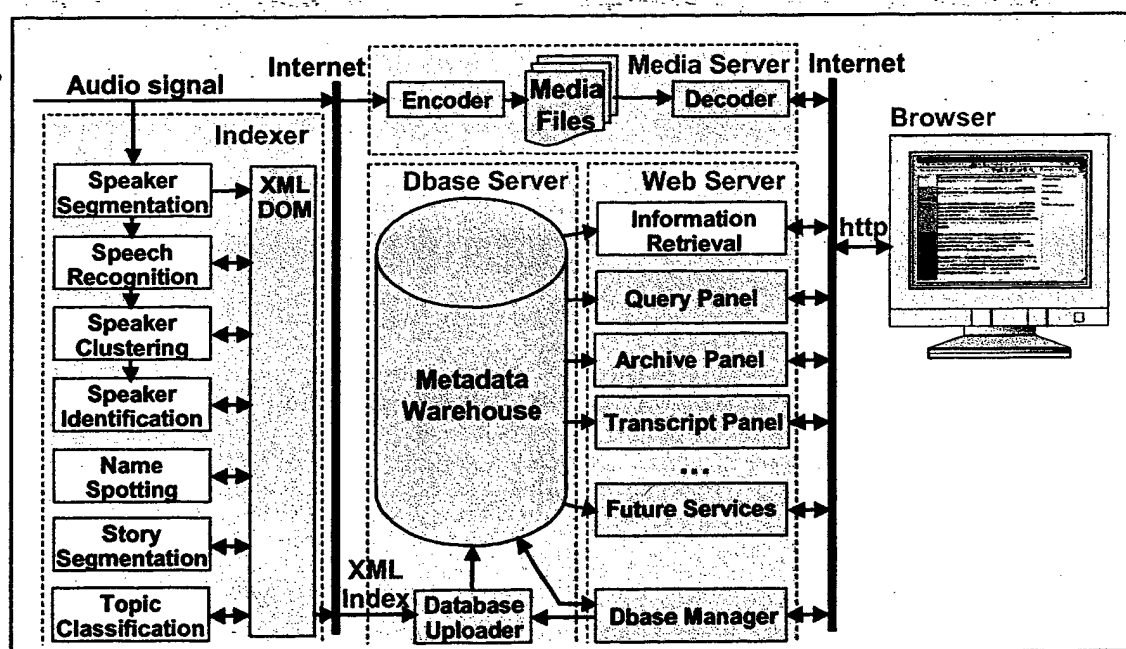 Audio signal
Internet
Media Server
Encoder
Media
Files
Decoder
Internet
Browser
Indexer
Speaker
Segmentation
XML
DOM
Speech
Recognition
Speaker
Clustering
Speaker
Identification
Name
Spotting
Story
Segmentation
Topic
Classification
Dbase Server
Metadata
Warehouse
XML
Index
Database
Uploader
Web Server
Information
Retrieval
Query Panel
Archive Panel
Transcript Panel
...
Future Services
Dbase Manager
http